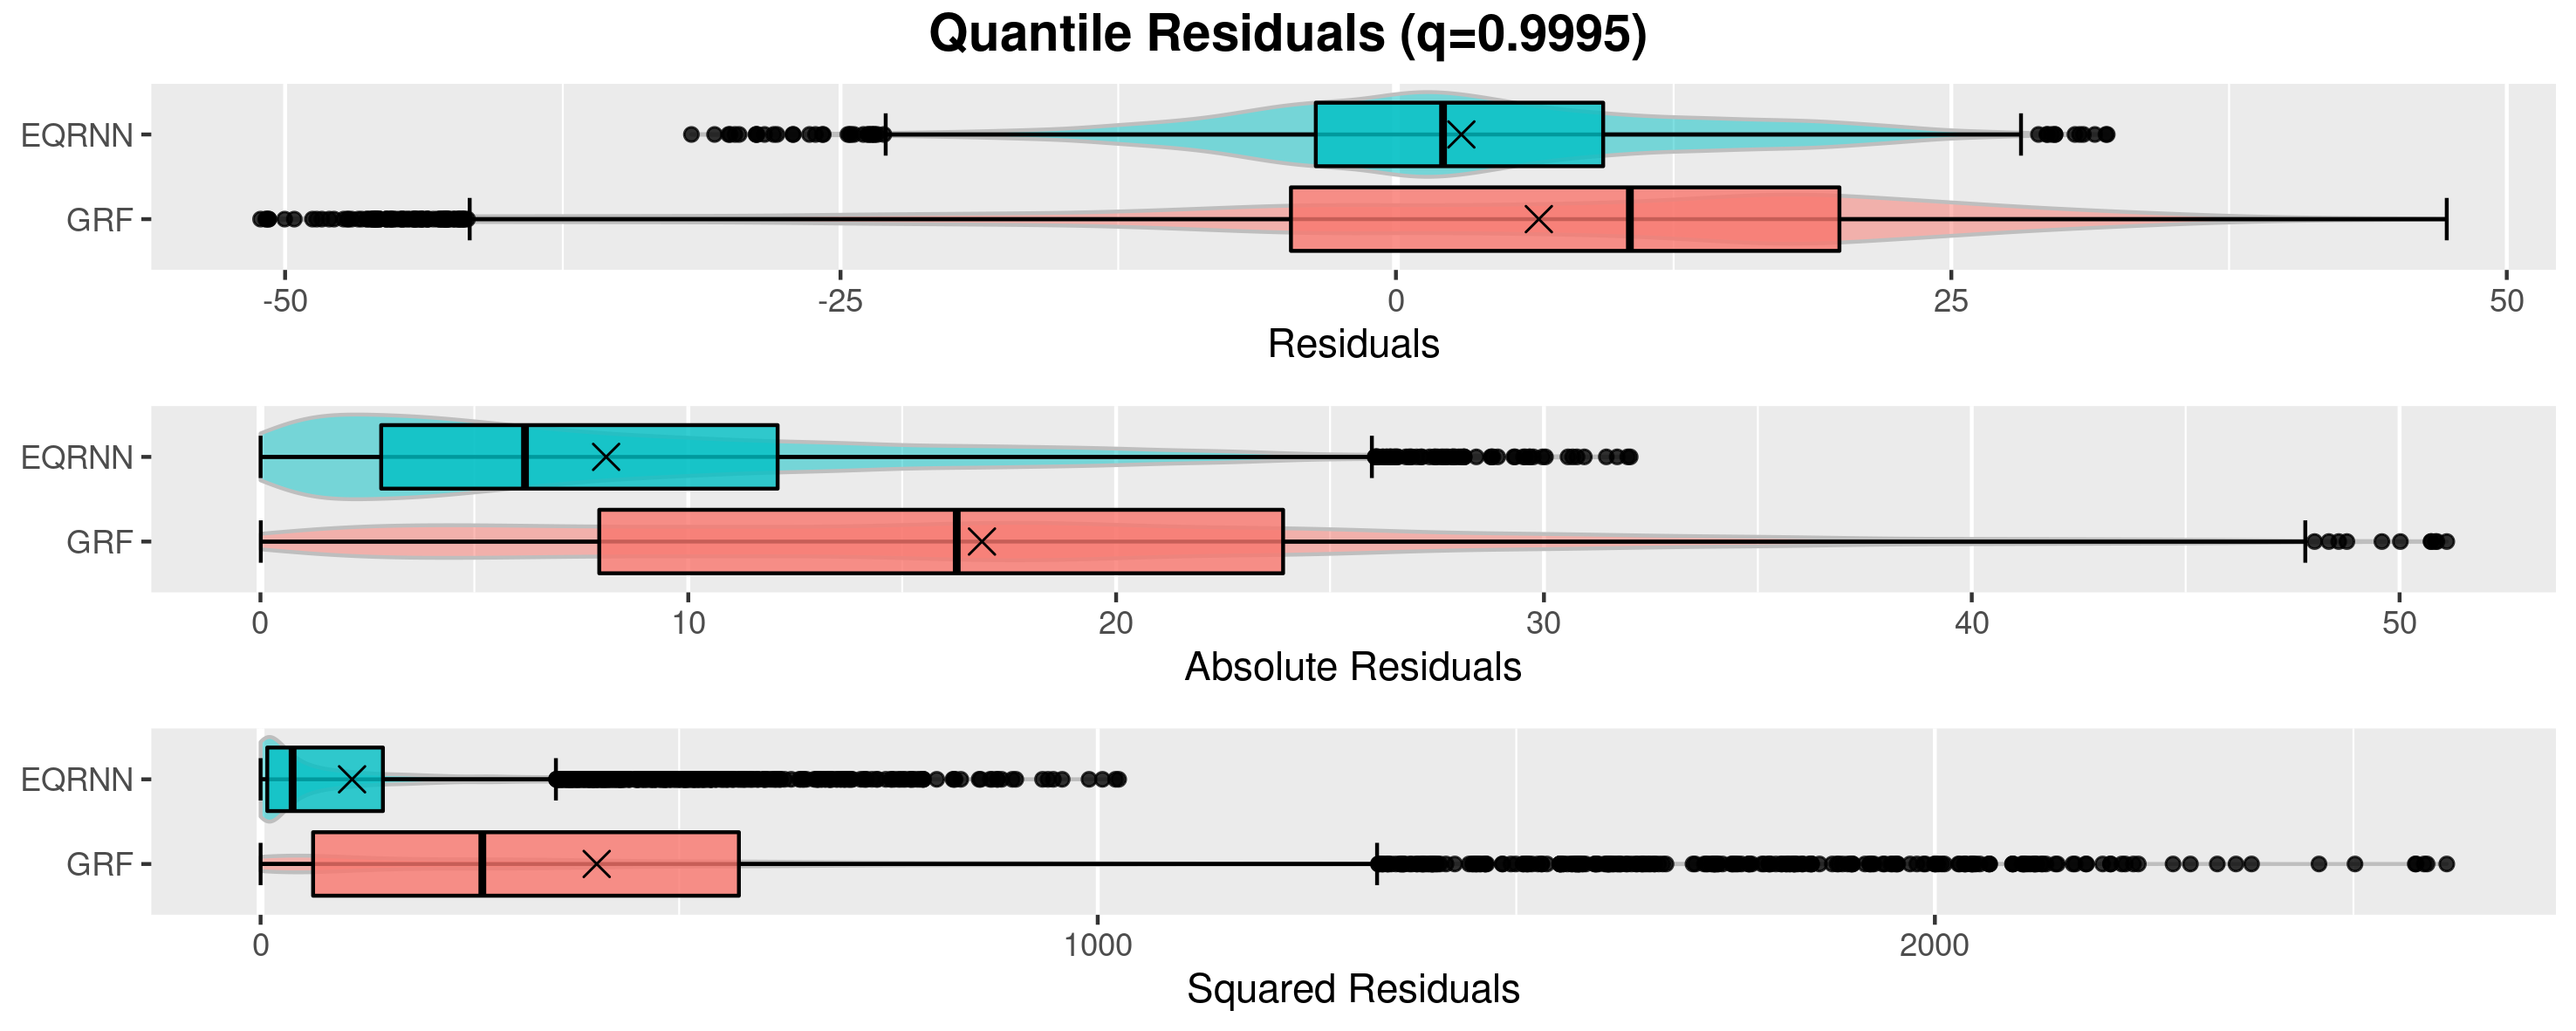 Quantile Residuals (q=0.9995)
EQRNN
GRF
-50 -25 0 25 50
Residuals
EQRNN
GRF
0 10 20 30 40 50
Absolute Residuals
EQRNN
GRF
0 1000 2000
Squared Residuals